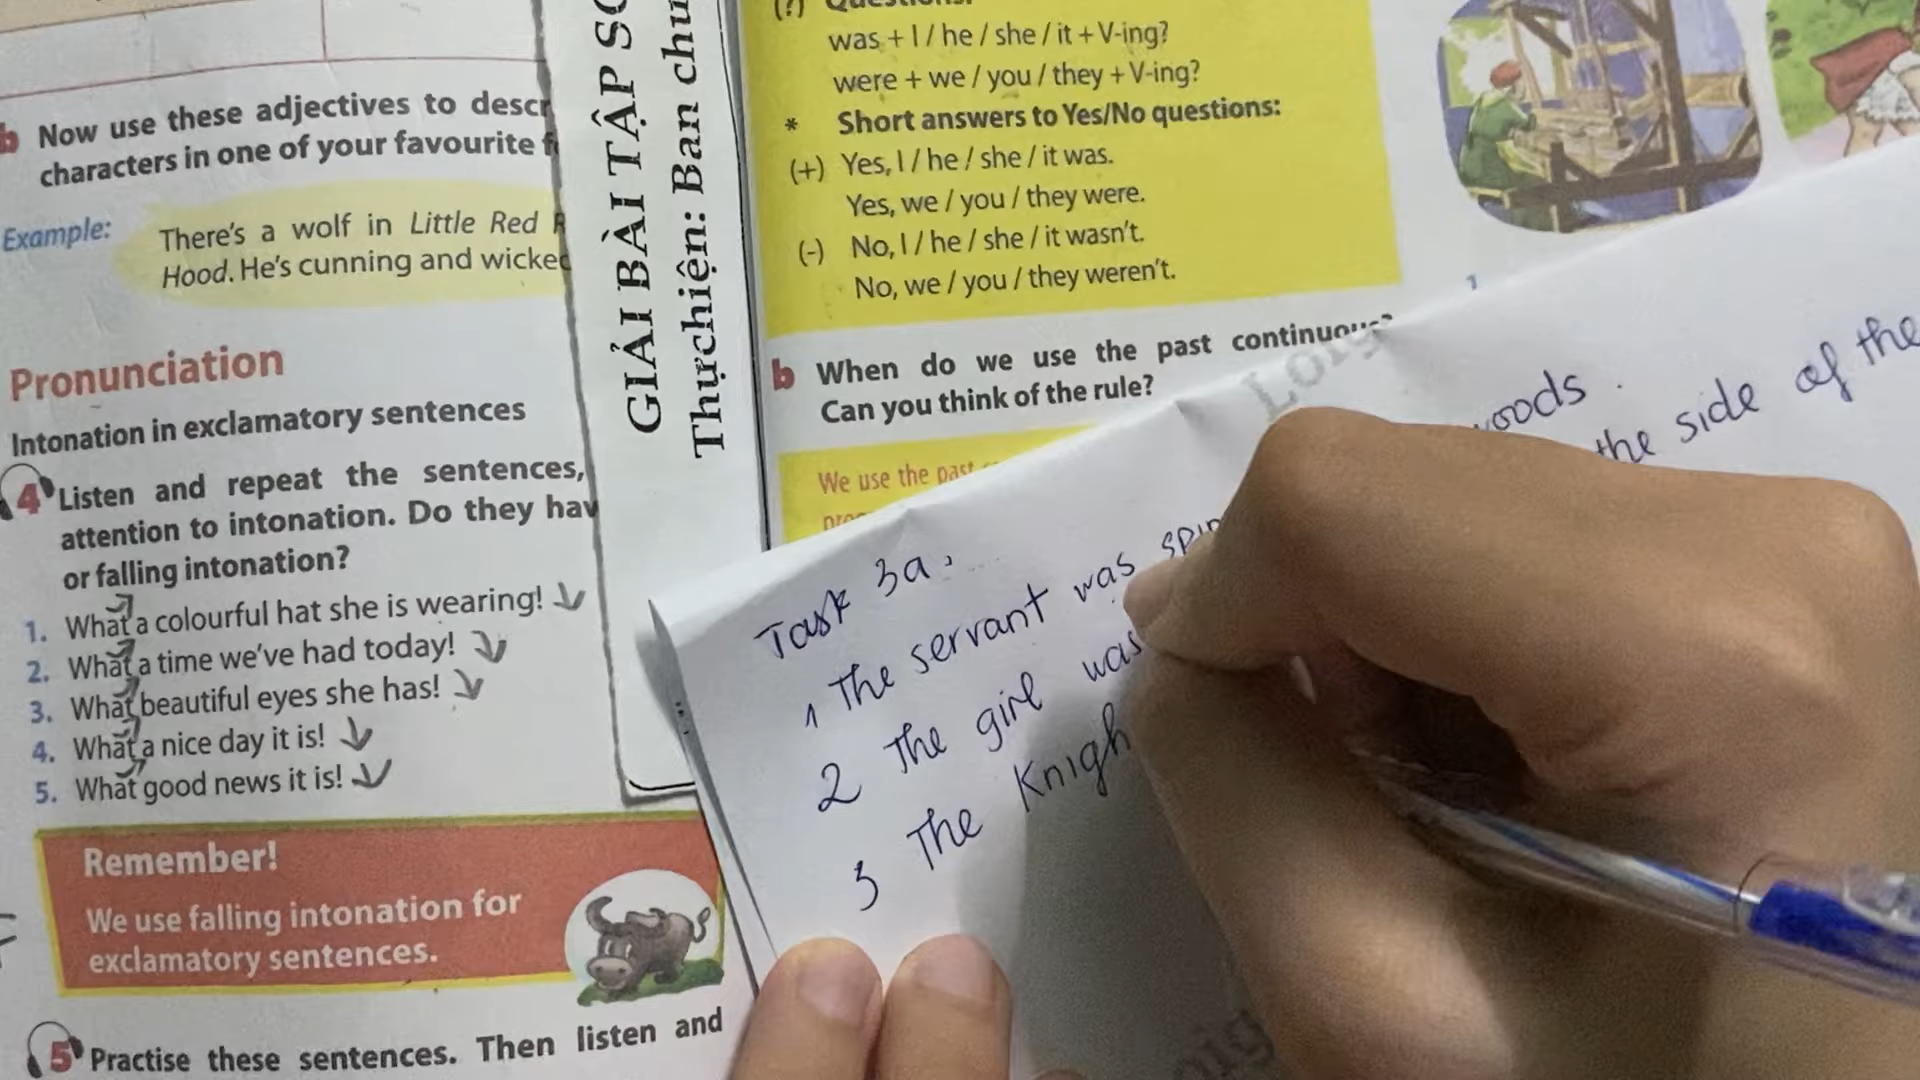 Now use these adjectives to descr
characters in one of your favourite f
Example:
There's a wolf in Little Red R
Hood. He's cunning and wicked
Pronunciation
Intonation in exclamatory sentences
4 Listen and repeat the sentences,
attention to intonation. Do they hav
or falling intonation?
1. What a colourful hat she is wearing!
2. What a time we've had today!
3. What beautiful eyes she has!
4. What a nice day it is!
5. What good news it is!
Remember!
We use falling intonation for
exclamatory sentences.
5 Practise these sentences. Then listen and
GIẢI BÀI TẬP
Thực hiện: Ban
(?)
was + I / he / she / it + V-ing?
were + we / you / they + V-ing?
* Short answers to Yes/No questions:
(+) Yes, I / he / she / it was.
Yes, we / you / they were.
(-) No, I / he / she / it wasn't.
No, we / you / they weren't.
b When do we use the past continuous?
Can you think of the rule?
We use the past
1
woods.
the side of the
Task 3a.
1 The servant was spin
2 The girl was
3 The Knigh